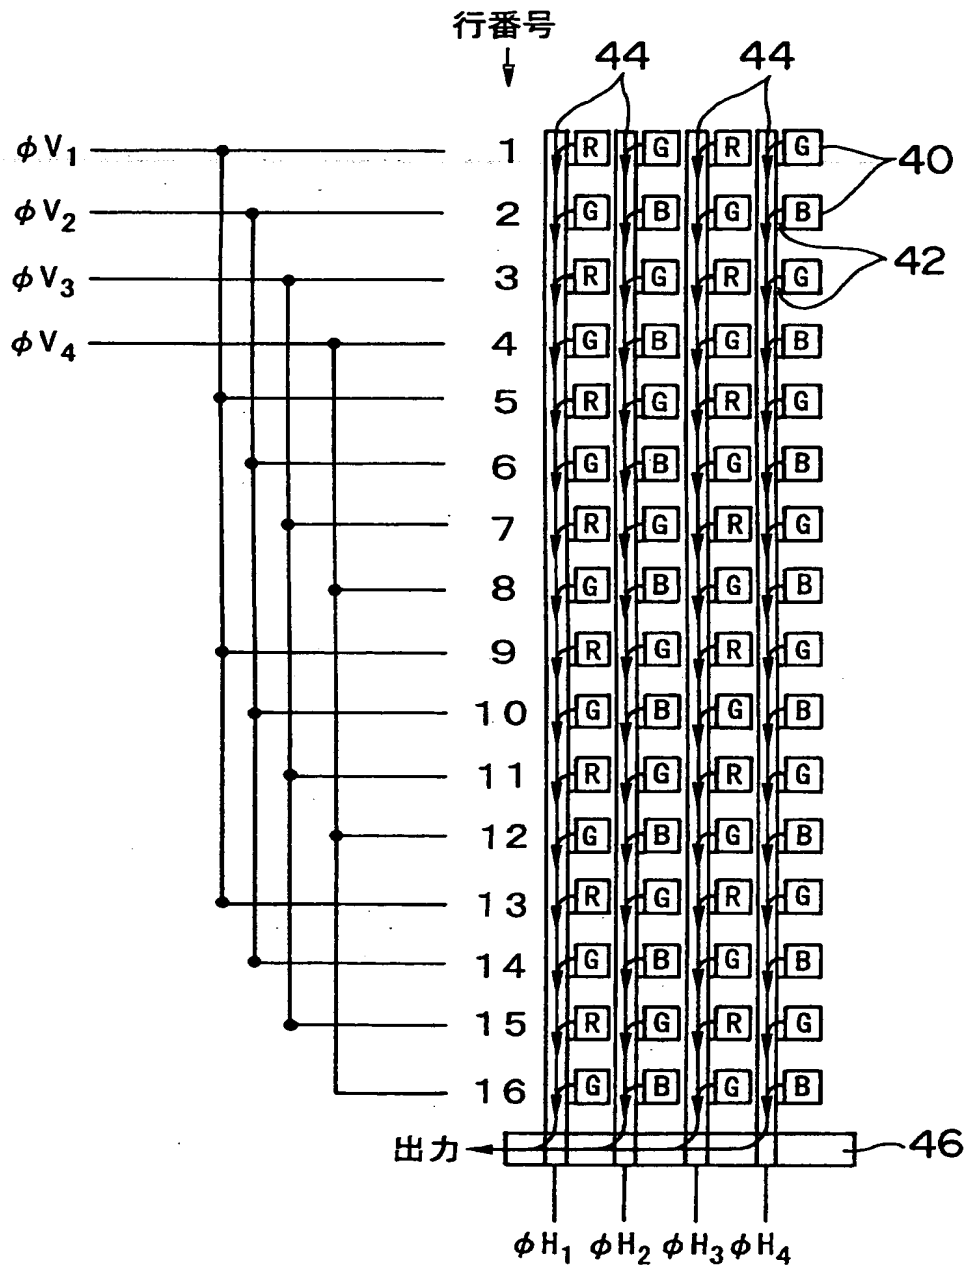 行番号
44 44
φV1 1 R G R G 40
φV2 2 G B G B
42
φV3 3 R G R G
φV4 4 G B G B
5 R G R G
6 G B G B
7 R G R G
8 G B G B
9 R G R G
10 G B G B
11 R G R G
12 G B G B
13 R G R G
14 G B G B
15 R G R G
16 G B G B
出力 46
φH1 φH2 φH3 φH4